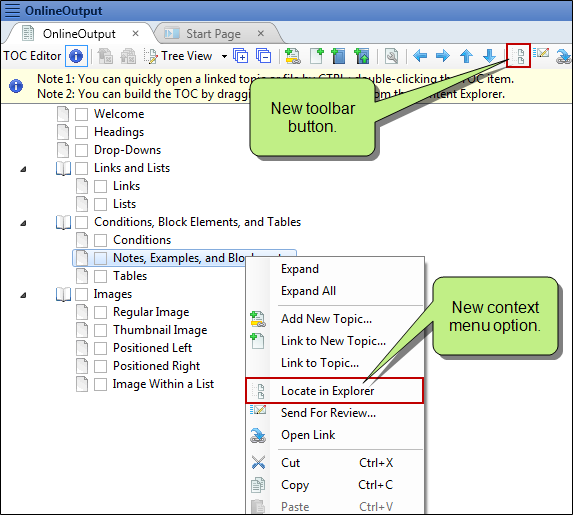 OnlineOutput
OnlineOutput × Start Page ×
TOC Editor Tree View
Note 1: You can quickly open a linked topic or file by CTRL+double-clicking the TOC item.
Note 2: You can build the TOC by dragging from the Content Explorer.
New toolbar
button.
Welcome
Headings
Drop-Downs
Links and Lists
Links
Lists
Conditions, Block Elements, and Tables
Conditions
Notes, Examples, and Block
Tables
Images
Regular Image
Thumbnail Image
Positioned Left
Positioned Right
Image Within a List
Expand
Expand All
Add New Topic...
Link to New Topic...
Link to Topic...
Locate in Explorer
Send For Review...
Open Link
Cut Ctrl+X
Copy Ctrl+C
Paste Ctrl+V
New context
menu option.